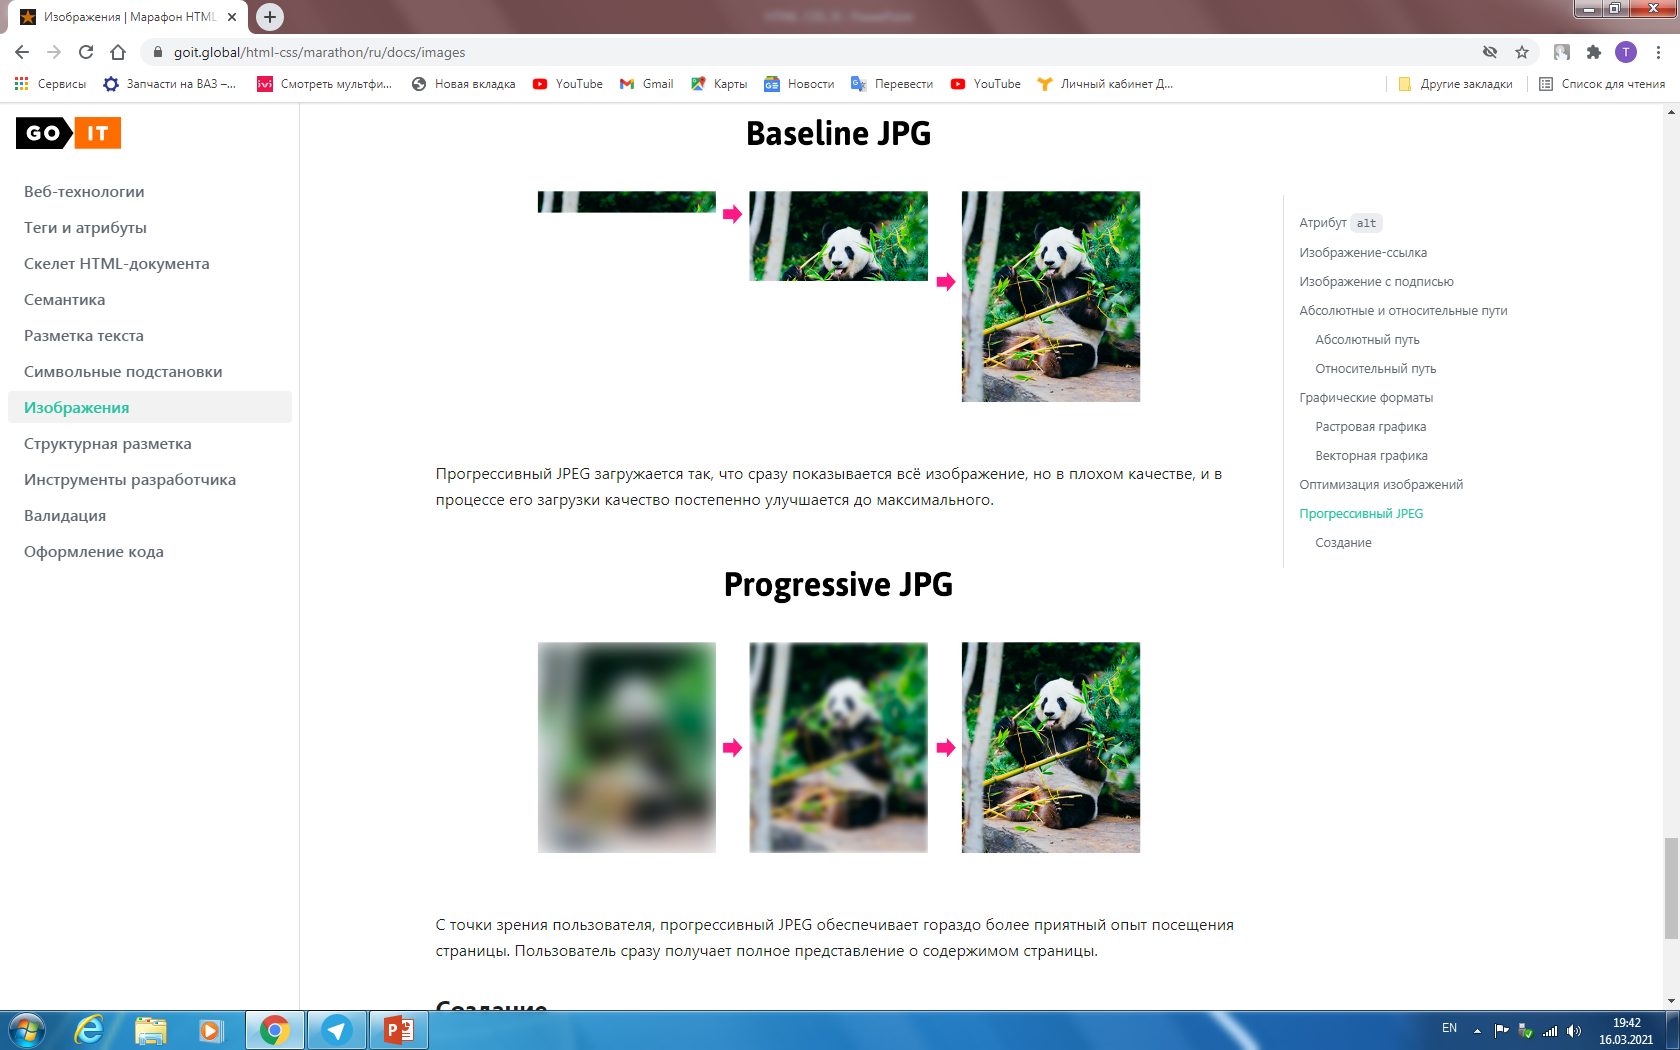 Изображения | Марафон HTML
goit.global/html-css/marathon/ru/docs/images
T
Сервисы
Запчасти на ВАЗ –...
ivi
Смотреть мультфи...
Новая вкладка
YouTube
Gmail
Карты
Новости
Перевести
YouTube
Личный кабинет Д...
Другие закладки
Список для чтения
GO IT
Веб-технологии
Теги и атрибуты
Скелет HTML-документа
Семантика
Разметка текста
Символьные подстановки
Изображения
Структурная разметка
Инструменты разработчика
Валидация
Оформление кода
Baseline JPG
Прогрессивный JPEG загружается так, что сразу показывается всё изображение, но в плохом качестве, и в
процессе его загрузки качество постепенно улучшается до максимального.
Progressive JPG
С точки зрения пользователя, прогрессивный JPEG обеспечивает гораздо более приятный опыт посещения
страницы. Пользователь сразу получает полное представление о содержимом страницы.
Создание
Атрибут alt
Изображение-ссылка
Изображение с подписью
Абсолютные и относительные пути
Абсолютный путь
Относительный путь
Графические форматы
Растровая графика
Векторная графика
Оптимизация изображений
Прогрессивный JPEG
Создание
EN
19:42
16.03.2021